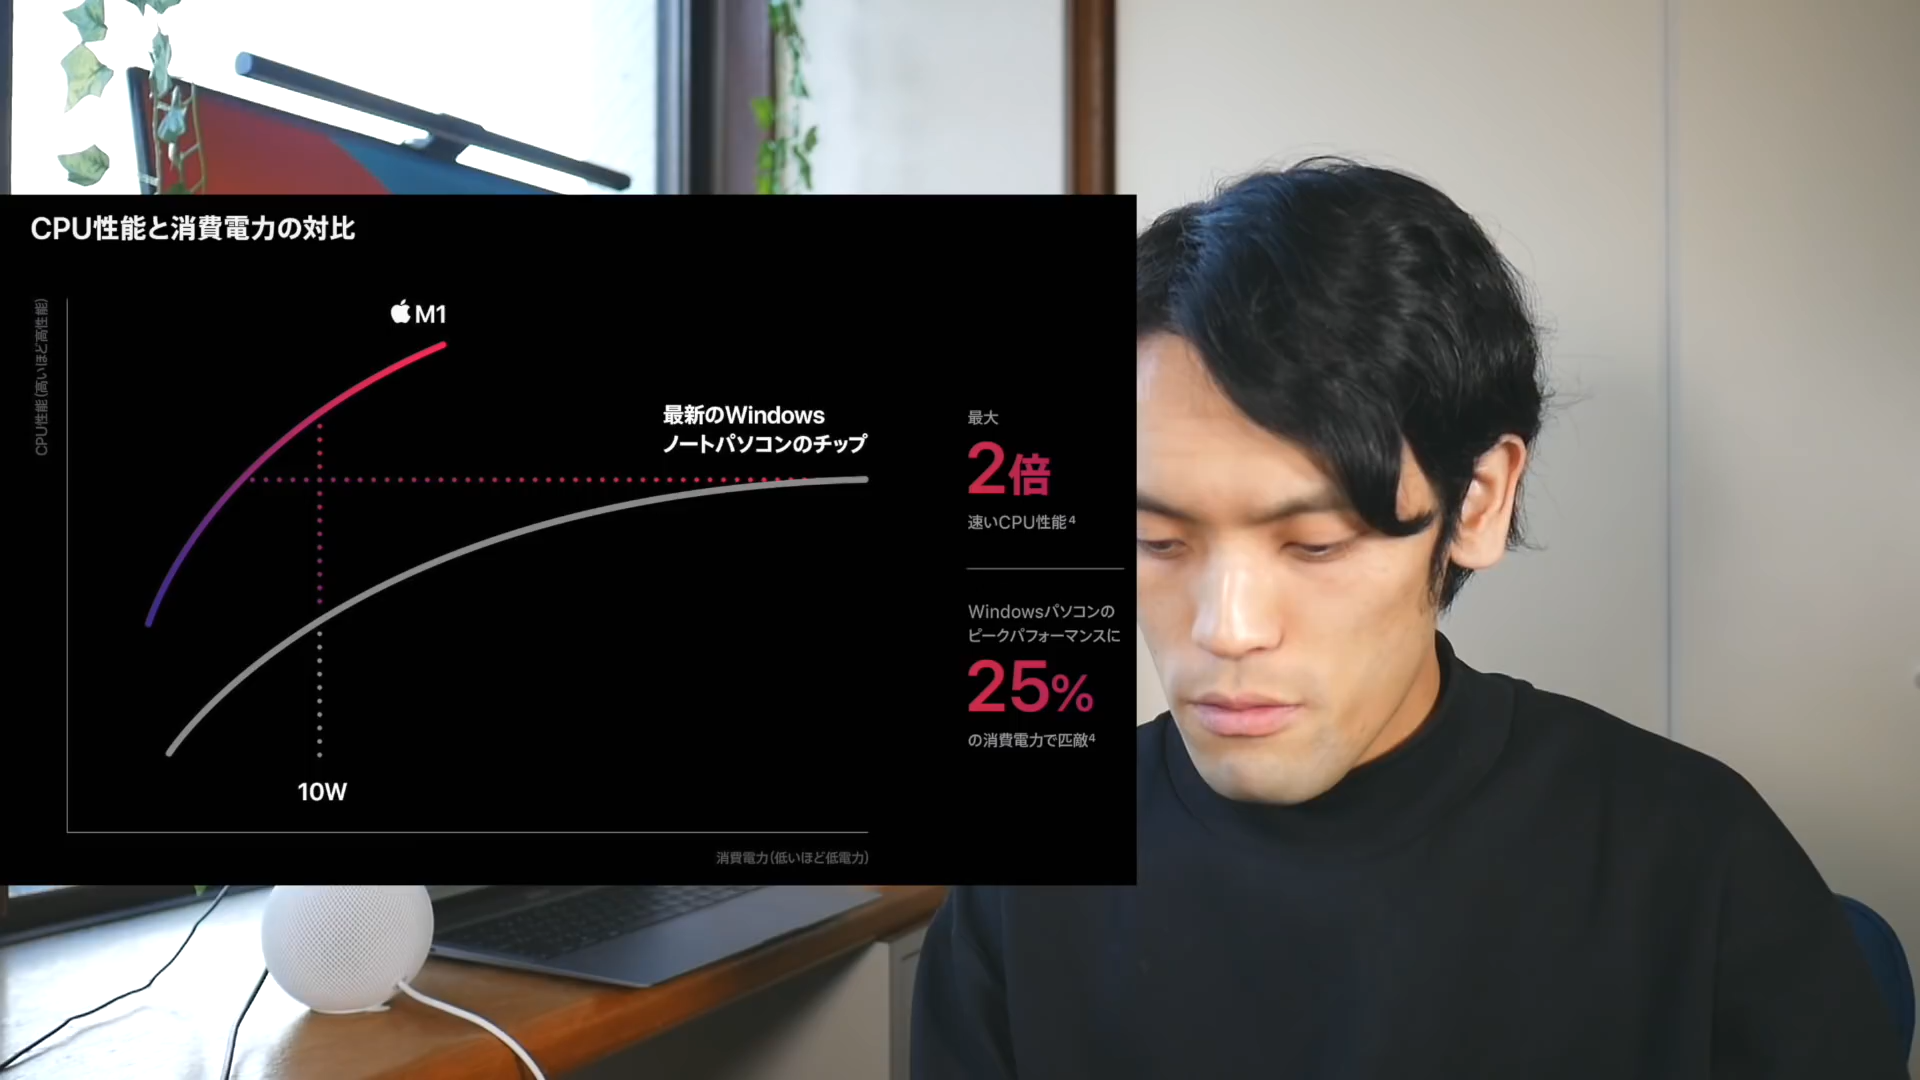 CPU性能と消費電力の対比
CPU性能(高いほど高性能)
M1
最新のWindows
ノートパソコンのチップ
10W
消費電力(低いほど低電力)
最大
2倍
速いCPU性能4
Windowsパソコンの
ピークパフォーマンスに
25%
の消費電力で匹敵4